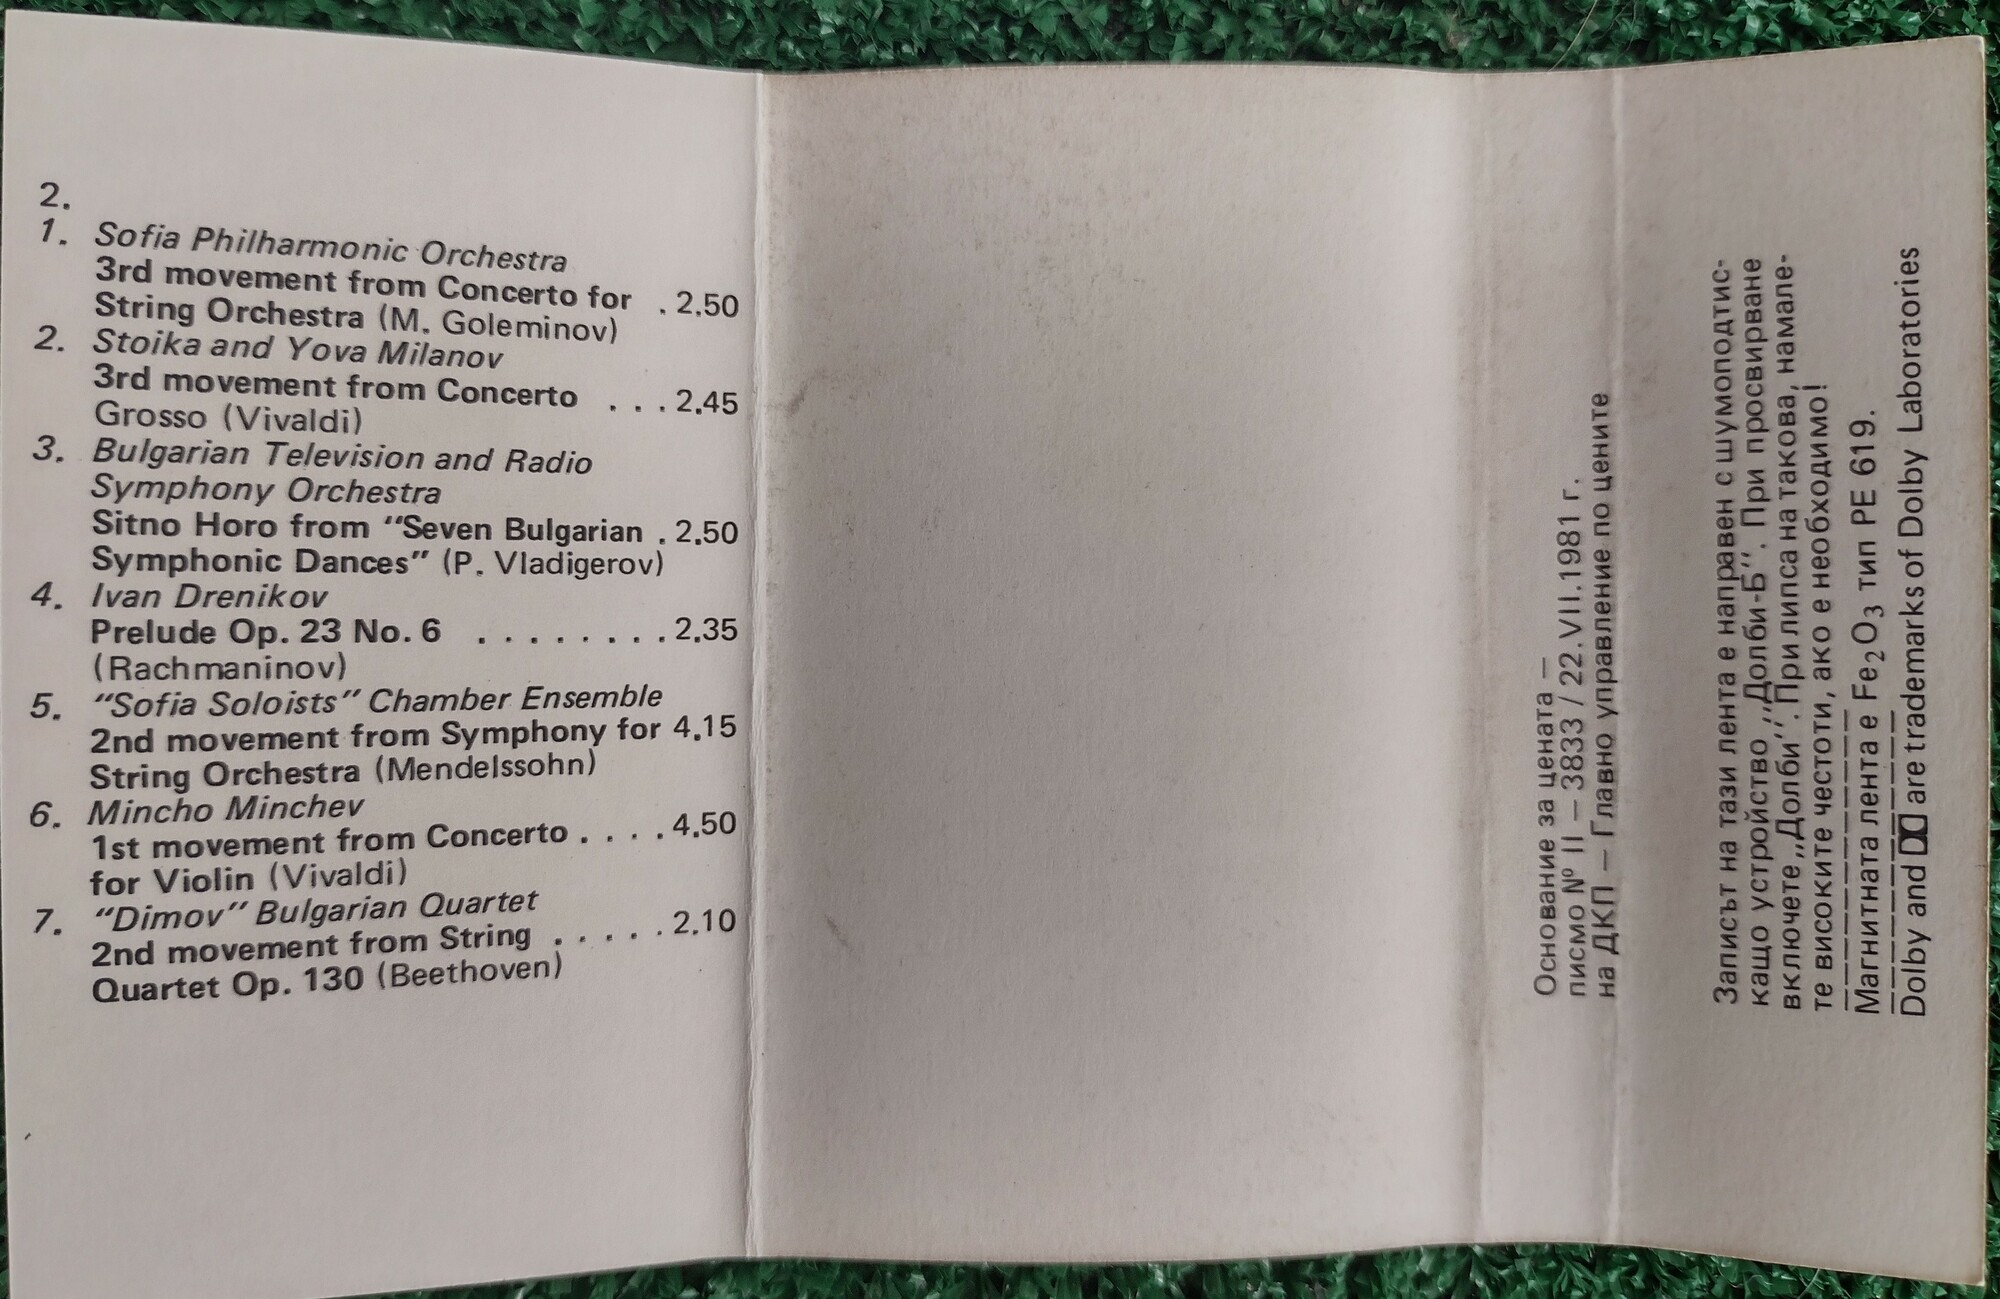 2.
1. Sofia Philharmonic Orchestra
3rd movement from Concerto for . 2.50
String Orchestra (M. Goleminov)
2. Stoika and Yova Milanov
3rd movement from Concerto . . . 2.45
Grosso (Vivaldi)
3. Bulgarian Television and Radio
Symphony Orchestra
Sitno Horo from "Seven Bulgarian . 2.50
Symphonic Dances" (P. Vladigerov)
4. Ivan Drenikov
Prelude Op. 23 No. 6 . . . . . . . . 2.35
(Rachmaninov)
5. "Sofia Soloists" Chamber Ensemble
2nd movement from Symphony for 4.15
String Orchestra (Mendelssohn)
6. Mincho Minchev
1st movement from Concerto . . . . 4.50
for Violin (Vivaldi)
7. "Dimov" Bulgarian Quartet
2nd movement from String . . . . . 2.10
Quartet Op. 130 (Beethoven)
Основание за цената —
писмо № 11 — 3833 / 22.VII.1981 г.
на ДКП — Главно управление по цените
Записът на тази лента е направен с шумоподтис-
кащо устройство „Долби-Б". При просвирване
включете „Долби". При липса на такова, намале-
те високите честоти, ако е необходимо!
Магнитната лента е Fe2O3 тип PE 619.
Dolby and are trademarks of Dolby Laboratories